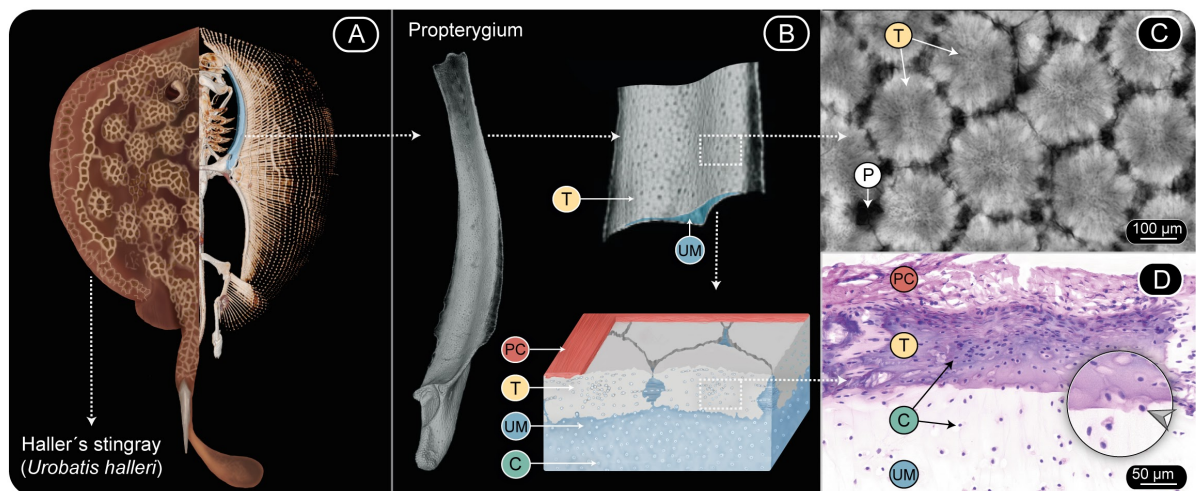 A
Haller´s stingray
(Urobatis halleri)
Propterygium
B
T
UM
PC
T
UM
C
C
T
P
100 µm
D
PC
T
C
UM
50 µm